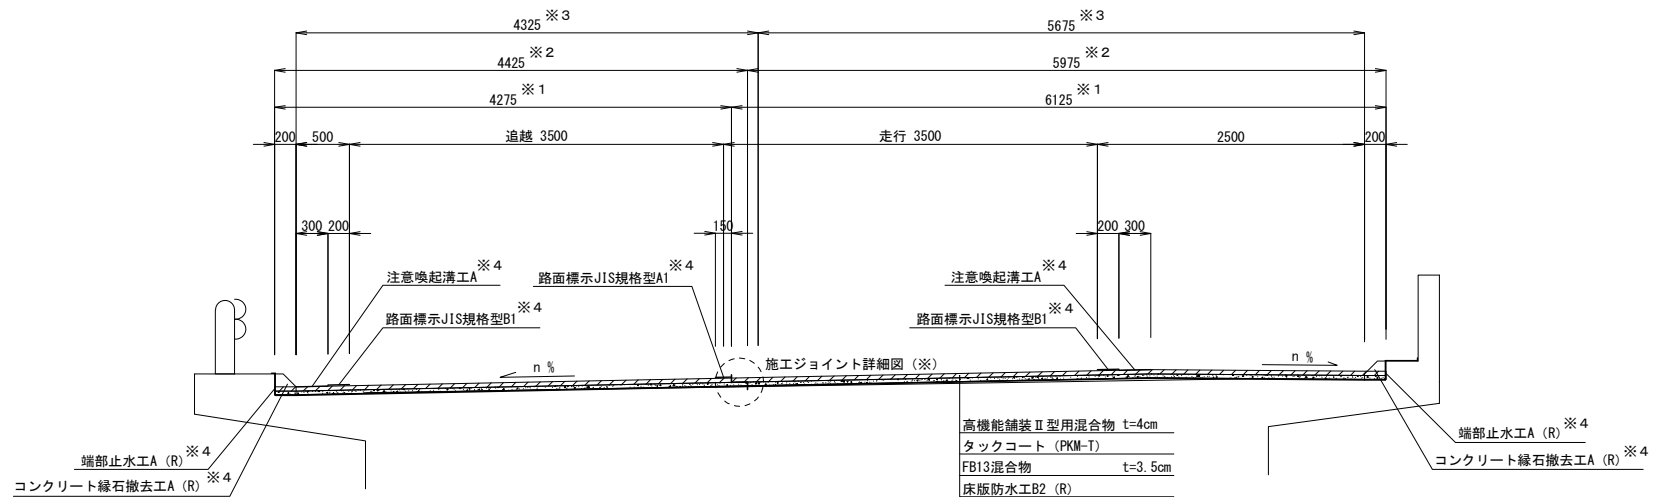 4325※3
5675※3
4425※2
5975※2
4275※1
6125※1
200
500
追越 3500
走行 3500
2500
200
300
200
150
200
300
注意喚起溝工A※4
路面標示JIS規格型A1※4
注意喚起溝工A※4
路面標示JIS規格型B1※4
路面標示JIS規格型B1※4
n %
施工ジョイント詳細図（※）
n %
高機能舗装Ⅱ型用混合物 t=4cm
タックコート（PKM-T）
FB13混合物 t=3.5cm
床版防水工B2（R）
端部止水工A（R）※4
コンクリート縁石撤去工A（R）※4
端部止水工A（R）※4
コンクリート縁石撤去工A（R）※4